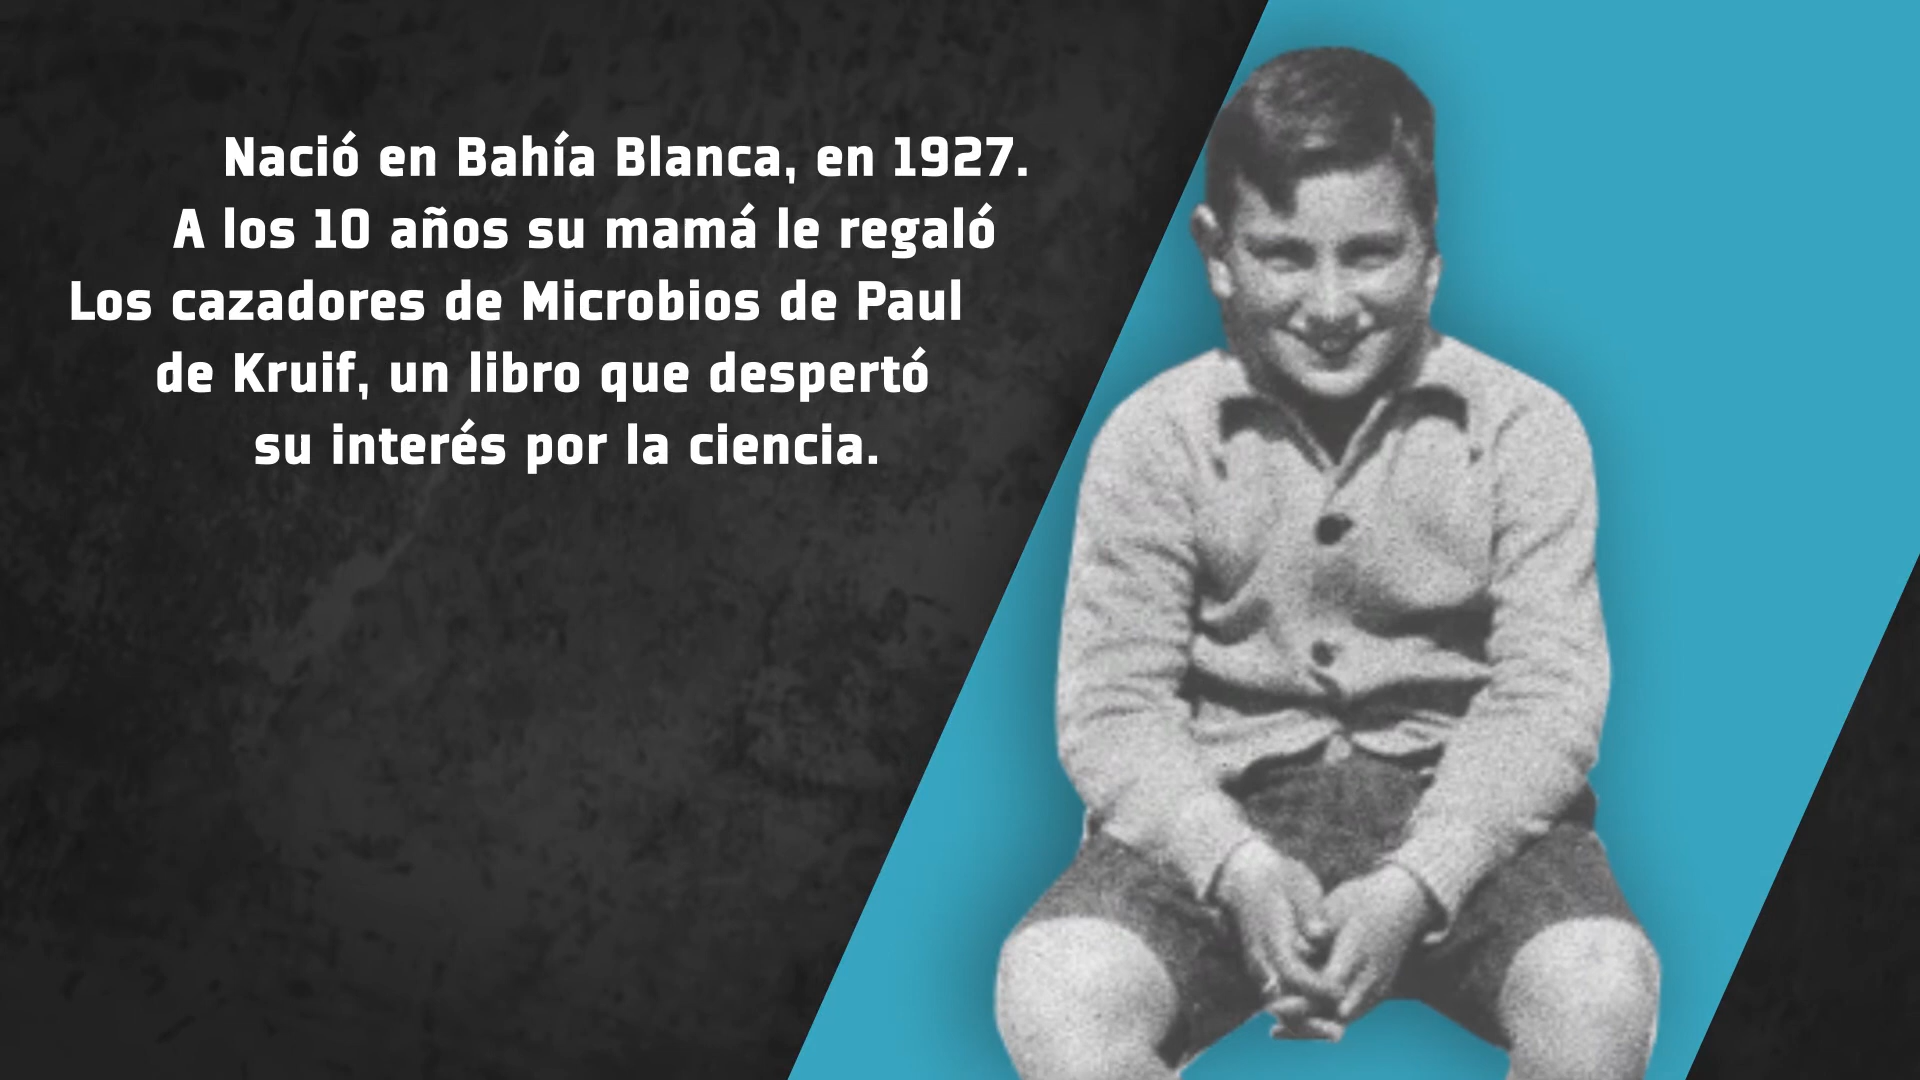 Nació en Bahía Blanca, en 1927.
A los 10 años su mamá le regaló
Los cazadores de Microbios de Paul
de Kruif, un libro que despertó
su interés por la ciencia.